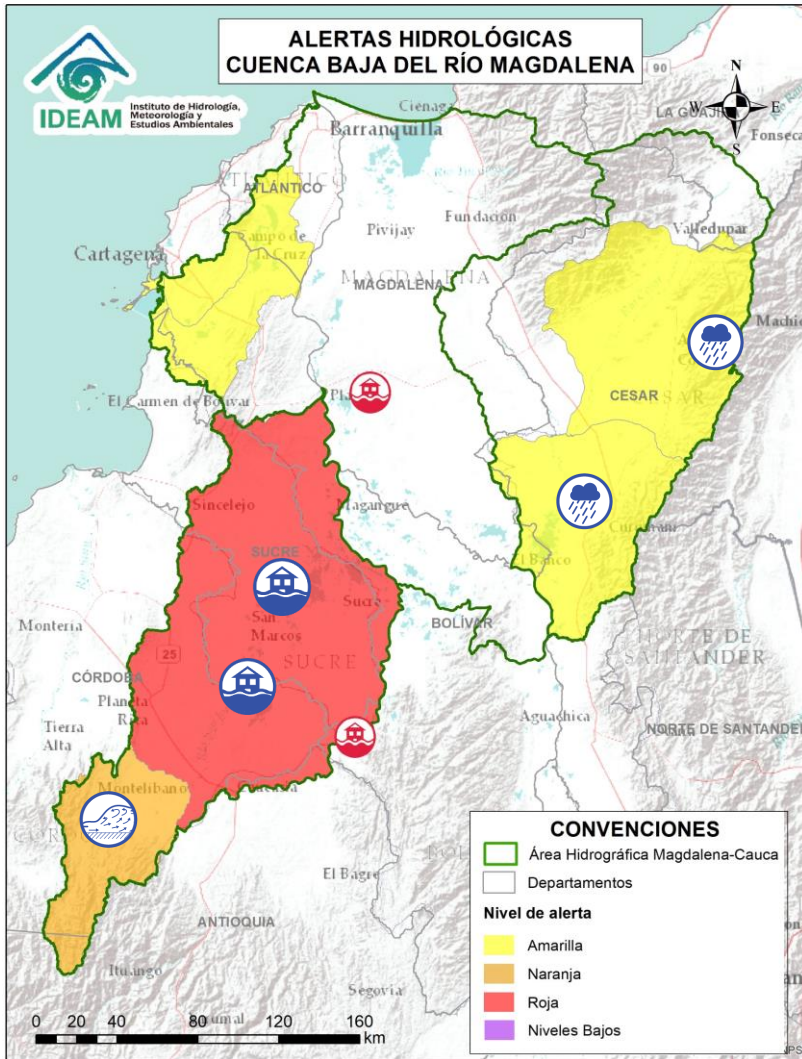 ALERTAS HIDROLÓGICAS
CUENCA BAJA DEL RÍO MAGDALENA
IDEAM
Instituto de Hidrología,
Meteorología y
Estudios Ambientales
N
W
E
S
90
Ciénaga
Barranquilla
LA GUAJIRA
Fonseca
ATLÁNTICO
Pivijay
Fundación
Valledupar
Cartagena
Campo de
la Cruz
MAGDALENA
MAGDALENA
CESAR
El Carmen de Bolívar
Sincelejo
Magangue
SUCRE
Sucre
San
Marcos
SUCRE
BOLÍVAR
El Banco
Montería
25
CÓRDOBA
Planeta
Rica
Tierra
Alta
Montelibano
NORTE DE
SANTANDER
Aguachica
NORTE DE SANTANDER
El Bagre
ANTIOQUIA
Ituango
Segovia
0 20 40 80 120 160
km
CONVENCIONES
Área Hidrográfica Magdalena-Cauca
Departamentos
Nivel de alerta
Amarilla
Naranja
Roja
Niveles Bajos